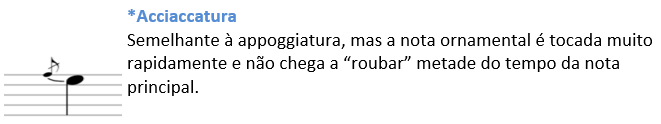 *Acciaccatura
Semelhante à appoggiatura, mas a nota ornamental é tocada muito
rapidamente e não chega a “roubar” metade do tempo da nota
principal.